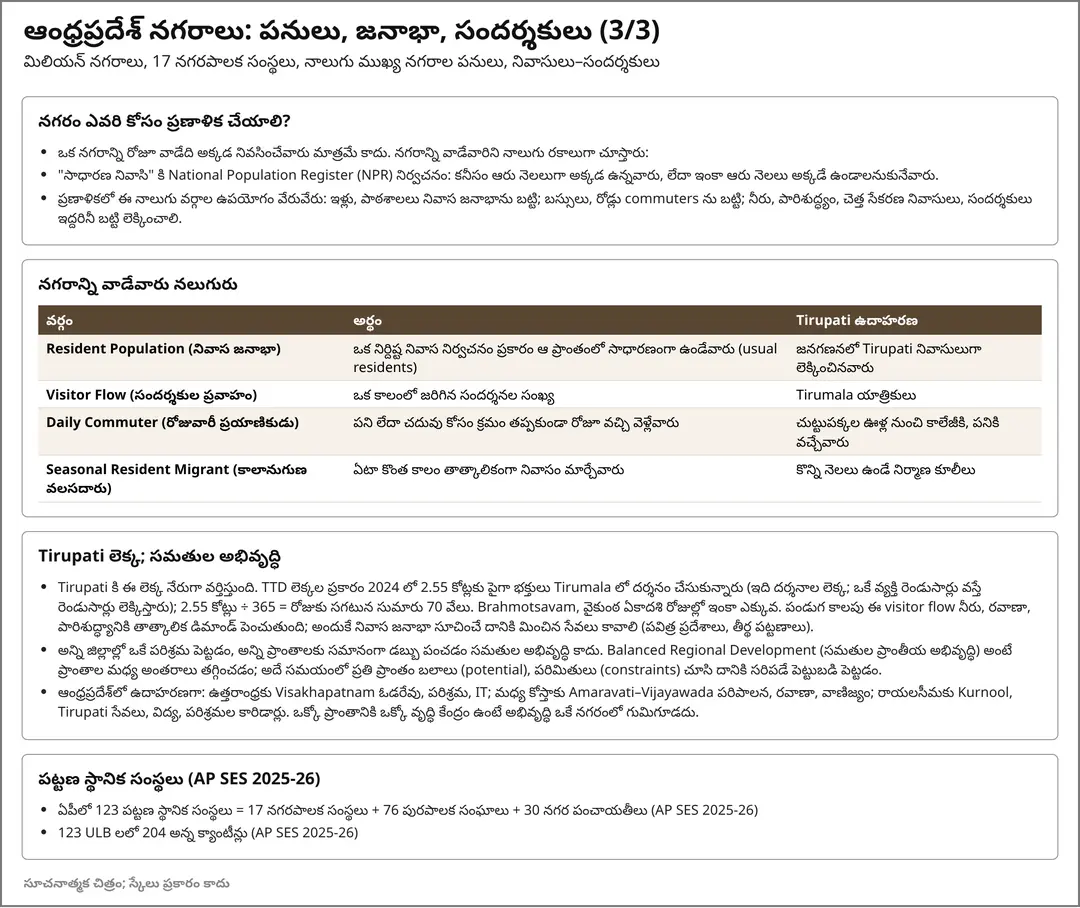 ఆంధ్రప్రదేశ్ నగరాలు: పనులు, జనాభా, సందర్శకులు (3/3)
మిలియన్ నగరాలు, 17 నగరపాలక సంస్థలు, నాలుగు ముఖ్య నగరాల పనులు, నివాసులు–సందర్శకులు
నగరం ఎవరి కోసం ప్రణాళిక చేయాలి?
• ఒక నగరాన్ని రోజూ వాడేది అక్కడ నివసించేవారు మాత్రమే కాదు. నగరాన్ని వాడేవారిని నాలుగు రకాలుగా చూస్తారు:
• "సాధారణ నివాసి" కి National Population Register (NPR) నిర్వచనం: కనీసం ఆరు నెలలుగా అక్కడ ఉన్నవారు, లేదా ఇంకా ఆరు నెలలు అక్కడే ఉండాలనుకునేవారు.
• ప్రణాళికలో ఈ నాలుగు వర్గాల ఉపయోగం వేరువేరు: ఇళ్లు, పాఠశాలలు నివాస జనాభాను బట్టి; బస్సులు, రోడ్లు commuters ను బట్టి; నీరు, పారిశుద్ధ్యం, చెత్త సేకరణ నివాసులు, సందర్శకులు
ఇద్దరినీ బట్టి లెక్కించాలి.
నగరాన్ని వాడేవారు నలుగురు
వర్గం అర్థం Tirupati ఉదాహరణ
Resident Population (నివాస జనాభా) ఒక నిర్దిష్ట నివాస నిర్వచనం ప్రకారం ఆ ప్రాంతంలో సాధారణంగా ఉండేవారు (usual జనగణనలో Tirupati నివాసులుగా
residents) లెక్కించినవారు
Visitor Flow (సందర్శకుల ప్రవాహం) ఒక కాలంలో జరిగిన సందర్శనల సంఖ్య Tirumala యాత్రికులు
Daily Commuter (రోజువారీ ప్రయాణికుడు) పని లేదా చదువు కోసం క్రమం తప్పకుండా రోజూ వచ్చి వెళ్లేవారు చుట్టుపక్కల ఊళ్ల నుంచి కాలేజీకి, పనికి
వచ్చేవారు
Seasonal Resident Migrant (కాలానుగుణ ఏటా కొంత కాలం తాత్కాలికంగా నివాసం మార్చేవారు కొన్ని నెలలు ఉండే నిర్మాణ కూలీలు
వలసదారు)
Tirupati లెక్క; సమతుల అభివృద్ధి
• Tirupati కి ఈ లెక్క నేరుగా వర్తిస్తుంది. TTD లెక్కల ప్రకారం 2024 లో 2.55 కోట్లకు పైగా భక్తులు Tirumala లో దర్శనం చేసుకున్నారు (ఇది దర్శనాల లెక్క; ఒకే వ్యక్తి రెండుసార్లు వస్తే
రెండుసార్లు లెక్కిస్తారు); 2.55 కోట్లు ÷ 365 = రోజుకు సగటున సుమారు 70 వేలు. Brahmotsavam, వైకుంఠ ఏకాదశి రోజుల్లో ఇంకా ఎక్కువ. పండుగ కాలపు ఈ visitor flow నీరు, రవాణా,
పారిశుద్ధ్యానికి తాత్కాలిక డిమాండ్ పెంచుతుంది; అందుకే నివాస జనాభా సూచించే దానికి మించిన సేవలు కావాలి (పవిత్ర ప్రదేశాలు, తీర్థ పట్టణాలు).
• అన్ని జిల్లాల్లో ఒకే పరిశ్రమ పెట్టడం, అన్ని ప్రాంతాలకు సమానంగా డబ్బు పంచడం సమతుల అభివృద్ధి కాదు. Balanced Regional Development (సమతుల ప్రాంతీయ అభివృద్ధి) అంటే
ప్రాంతాల మధ్య అంతరాలు తగ్గించడం; అదే సమయంలో ప్రతి ప్రాంతం బలాలు (potential), పరిమితులు (constraints) చూసి దానికి సరిపడే పెట్టుబడి పెట్టడం.
• ఆంధ్రప్రదేశ్‌లో ఉదాహరణగా: ఉత్తరాంధ్రకు Visakhapatnam ఓడరేవు, పరిశ్రమ, IT; మధ్య కోస్తాకు Amaravati–Vijayawada పరిపాలన, రవాణా, వాణిజ్యం; రాయలసీమకు Kurnool,
Tirupati సేవలు, విద్య, పరిశ్రమల కారిడార్లు. ఒక్కో ప్రాంతానికి ఒక్కో వృద్ధి కేంద్రం ఉంటే అభివృద్ధి ఒకే నగరంలో గుమిగూడదు.
పట్టణ స్థానిక సంస్థలు (AP SES 2025-26)
• ఏపీలో 123 పట్టణ స్థానిక సంస్థలు = 17 నగరపాలక సంస్థలు + 76 పురపాలక సంఘాలు + 30 నగర పంచాయతీలు (AP SES 2025-26)
• 123 ULB లలో 204 అన్న క్యాంటీన్లు (AP SES 2025-26)
సూచనాత్మక చిత్రం; స్కేలు ప్రకారం కాదు